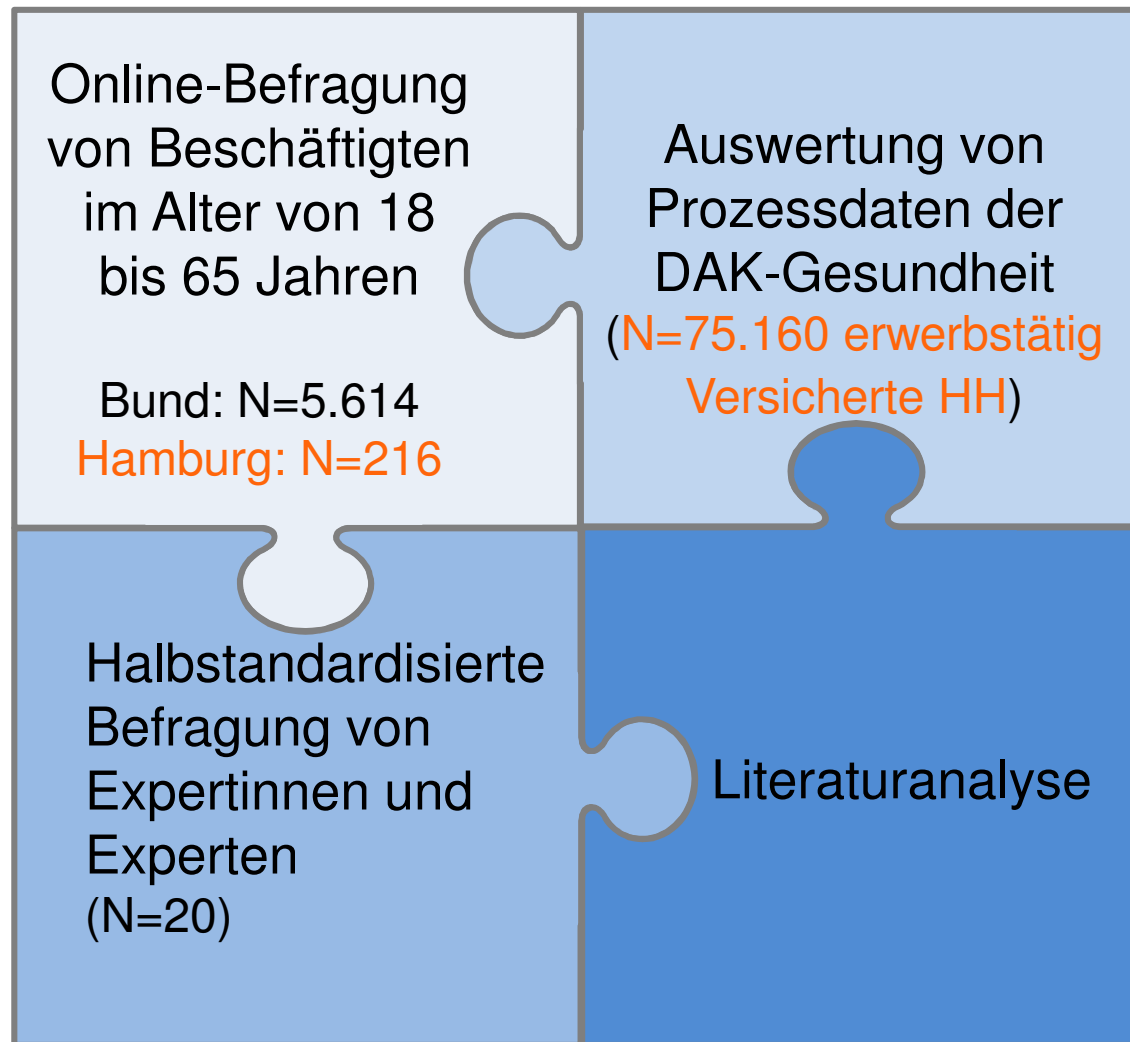 Online-Befragung
von Beschäftigten
im Alter von 18
bis 65 Jahren
Bund: N=5.614
Hamburg: N=216
Auswertung von
Prozessdaten der
DAK-Gesundheit
(N=75.160 erwerbstätig
Versicherte HH)
Halbstandardisierte
Befragung von
Expertinnen und
Experten
(N=20)
Literaturanalyse